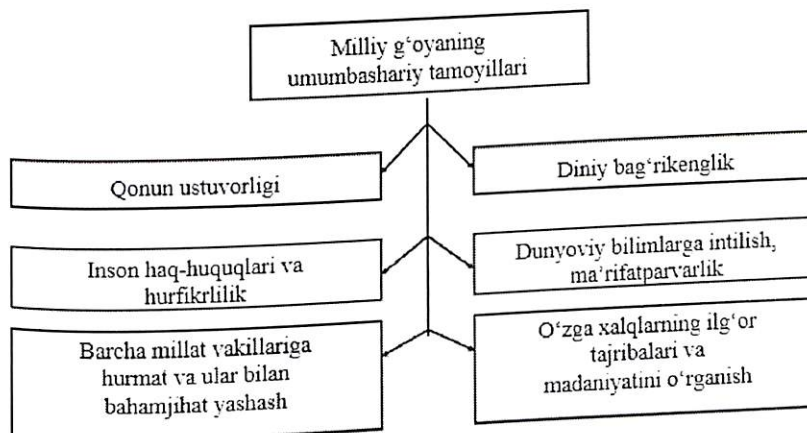 Milliy g‘oyaning
umumbashariy tamoyillari
Qonun ustuvorligi
Diniy bag‘rikenglik
Inson haq-huquqlari va
hurfikrlilik
Dunyoviy bilimlarga intilish,
ma’rifatparvarlik
Barcha millat vakillariga
hurmat va ular bilan
bahamjihat yashash
O‘zga xalqlarning ilg‘or
tajribalari va
madaniyatini o‘rganish